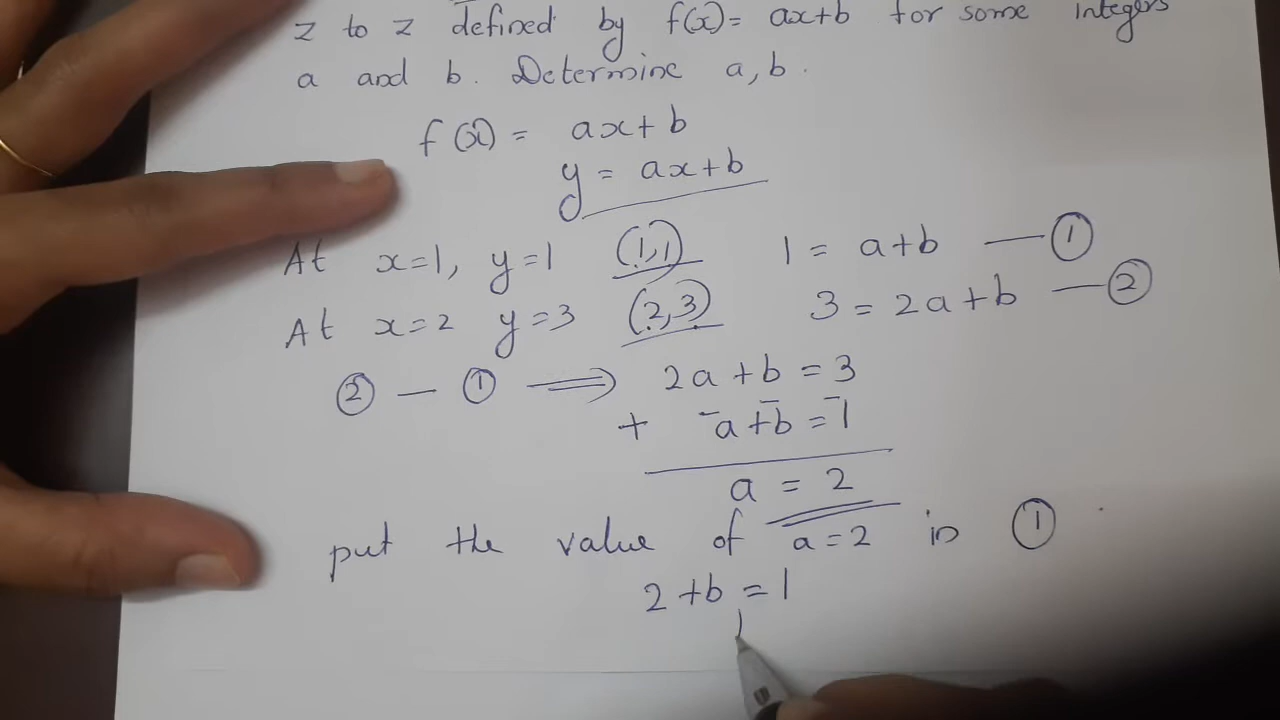 z to z defined by f(x)= ax+b for some integers
a and b. Determine a, b.
f(x) = ax+b
y = ax+b
At x=1, y=1 (1,1) 1 = a+b — ①
At x=2 y=3 (2,3) 3 = 2a+b — ②
② — ① ⟹ 2a+b = 3
+ -a+-b = -1
a = 2
put the value of a=2 in ①
2+b = 1